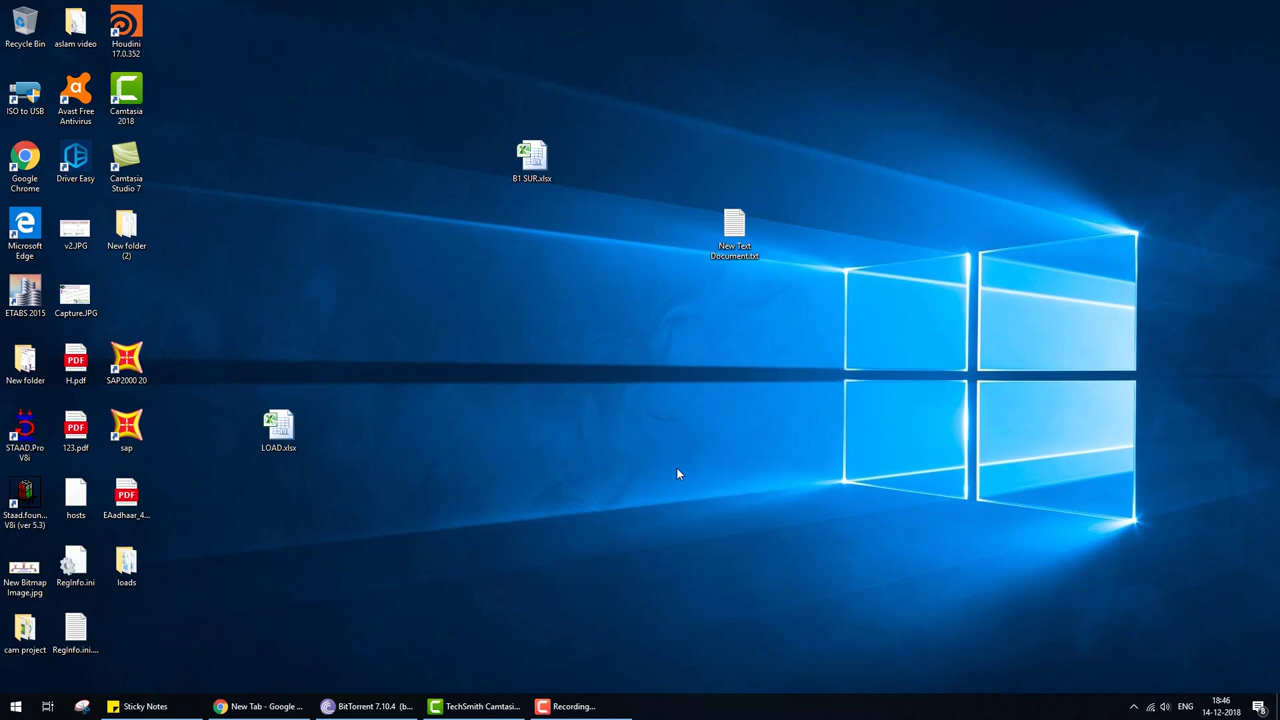 Recycle Bin
aslam video
Houdini
17.0.352
ISO to USB
Avast Free
Antivirus
Camtasia
2018
Google
Chrome
Driver Easy
Camtasia
Studio 7
Microsoft
Edge
v2.JPG
New folder
(2)
ETABS 2015
Capture.JPG
New folder
H.pdf
SAP2000 20
STAAD.Pro
V8i
123.pdf
sap
Staad.foun...
V8i (ver 5.3)
hosts
EAadhaar_4...
New Bitmap
Image.jpg
RegInfo.ini
loads
cam project
RegInfo.ini....
B1 SUR.xlsx
New Text
Document.txt
LOAD.xlsx
Sticky Notes
New Tab - Google ...
BitTorrent 7.10.4 (b...
TechSmith Camtasi...
Recording...
ENG
18:46
14-12-2018
8